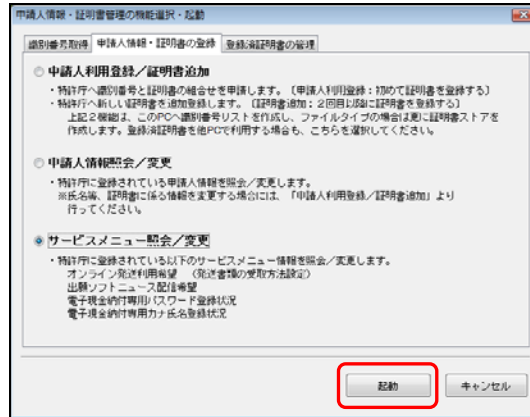 申請人情報・証明書管理の機能選択・起動
識別番号取得 申請人情報・証明書の登録 登録済証明書の管理
申請人利用登録／証明書追加
・特許庁へ識別番号と証明書の組合せを申請します。（申請人利用登録：初めて証明書を登録する）
・特許庁へ新しい証明書を追加登録します。（証明書追加：２回目以降に証明書を登録する）
上記２機能は、このPCへ識別番号リストを作成し、ファイルタイプの場合は更に証明書ストアを
作成します。登録済証明書を他PCで利用する場合も、こちらを選択してください。
申請人情報照会／変更
・特許庁に登録されている申請人情報を照会／変更します。
※氏名等、証明書に係る情報を変更する場合には、「申請人利用登録／証明書追加」より
行ってください。
サービスメニュー照会／変更
・特許庁に登録されている以下のサービスメニュー情報を照会／変更します。
オンライン発送利用希望　（発送書類の受取方法設定）
出願ソフトニュース配信希望
電子現金納付専用パスワード登録状況
電子現金納付専用カナ氏名登録状況
起動 キャンセル